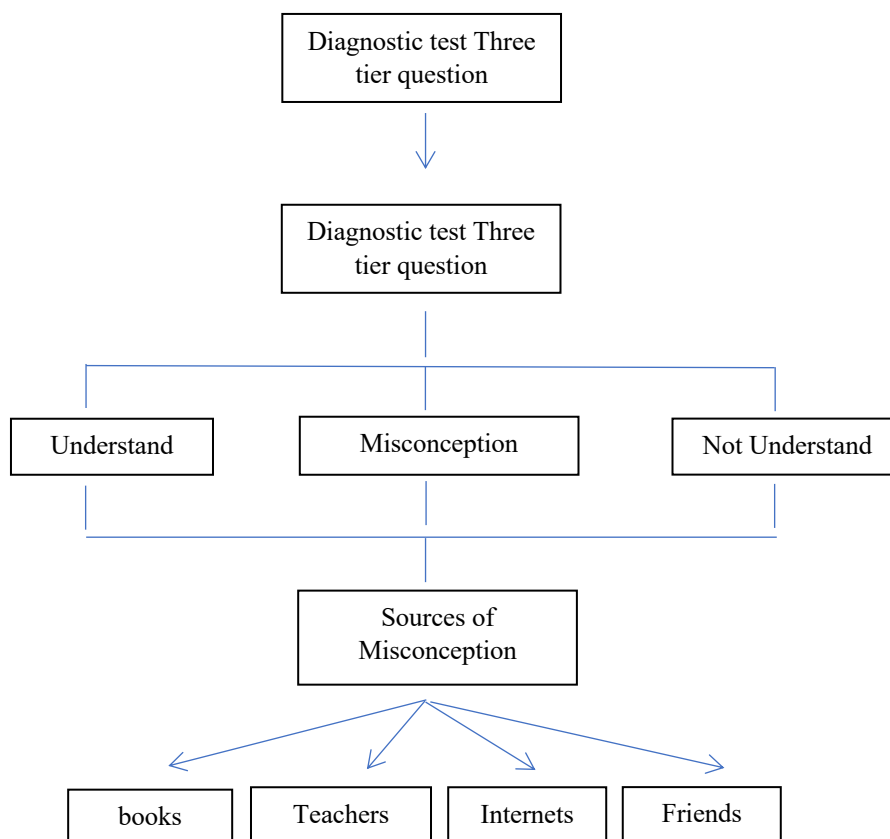 Diagnostic test Three
tier question
Diagnostic test Three
tier question
Understand
Misconception
Not Understand
Sources of
Misconception
books
Teachers
Internets
Friends